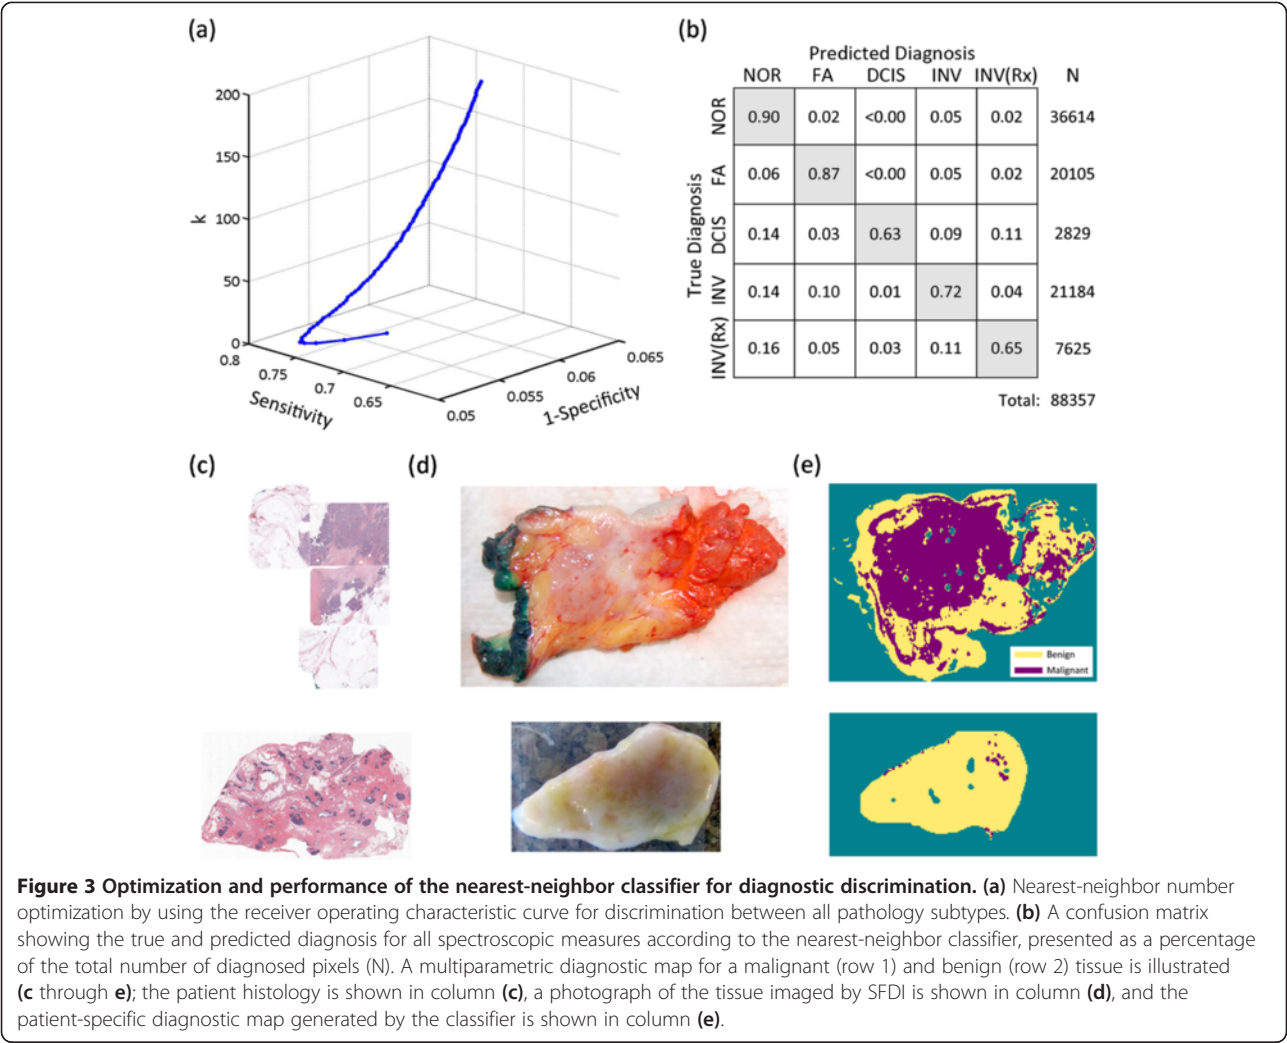 (a)
200
150
100
50
0
k
0.8
0.75
0.7
0.65
Sensitivity
0.05
0.055
0.06
0.065
1-Specificity
(b)
Predicted Diagnosis
NOR FA DCIS INV INV(Rx) N
True Diagnosis
NOR 0.90 0.02 <0.00 0.05 0.02 36614
FA 0.06 0.87 <0.00 0.05 0.02 20105
DCIS 0.14 0.03 0.63 0.09 0.11 2829
INV 0.14 0.10 0.01 0.72 0.04 21184
INV(Rx) 0.16 0.05 0.03 0.11 0.65 7625
Total: 88357
(c)
(d)
(e)
Benign
Malignant
Figure 3 Optimization and performance of the nearest-neighbor classifier for diagnostic discrimination. (a) Nearest-neighbor number
optimization by using the receiver operating characteristic curve for discrimination between all pathology subtypes. (b) A confusion matrix
showing the true and predicted diagnosis for all spectroscopic measures according to the nearest-neighbor classifier, presented as a percentage
of the total number of diagnosed pixels (N). A multiparametric diagnostic map for a malignant (row 1) and benign (row 2) tissue is illustrated
(c through e); the patient histology is shown in column (c), a photograph of the tissue imaged by SFDI is shown in column (d), and the
patient-specific diagnostic map generated by the classifier is shown in column (e).